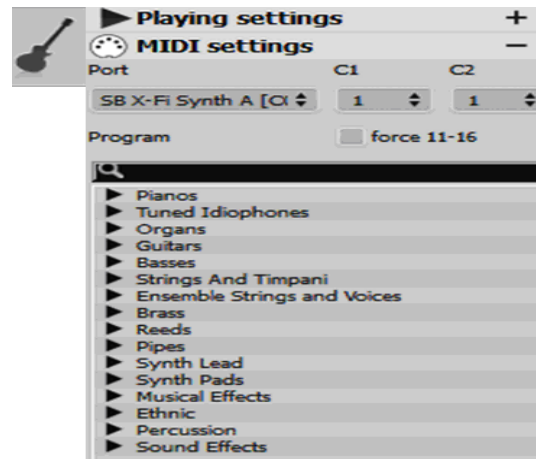 Playing settings +
MIDI settings −
Port C1 C2
SB X-Fi Synth A [C 1 1
Program force 11-16
Pianos
Tuned Idiophones
Organs
Guitars
Basses
Strings And Timpani
Ensemble Strings and Voices
Brass
Reeds
Pipes
Synth Lead
Synth Pads
Musical Effects
Ethnic
Percussion
Sound Effects